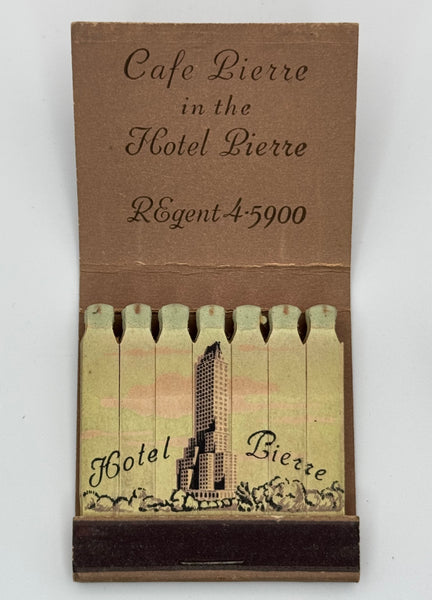 Cafe Pierre
in the
Hotel Pierre
REgent 4-5900
Hotel Pierre